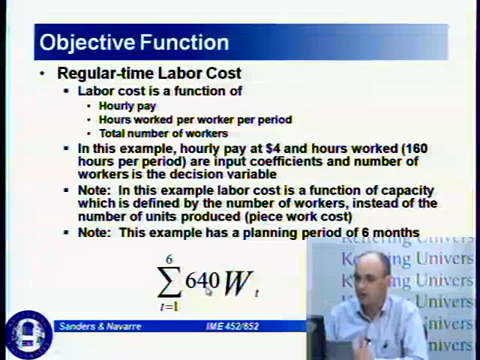 Objective Function
• Regular-time Labor Cost
Labor cost is a function of
• Hourly pay
• Hours worked per worker per period
• Total number of workers
In this example, hourly pay at $4 and hours worked (160
hours per period) are input coefficients and number of
workers is the decision variable
Note: In this example labor cost is a function of capacity
which is defined by the number of workers, instead of the
number of units produced (piece work cost)
Note: This example has a planning period of 6 months
6
∑ 640 W t
t=1
Kettering Univers
Kettering Univers
Sanders & Navarre IME 452/652